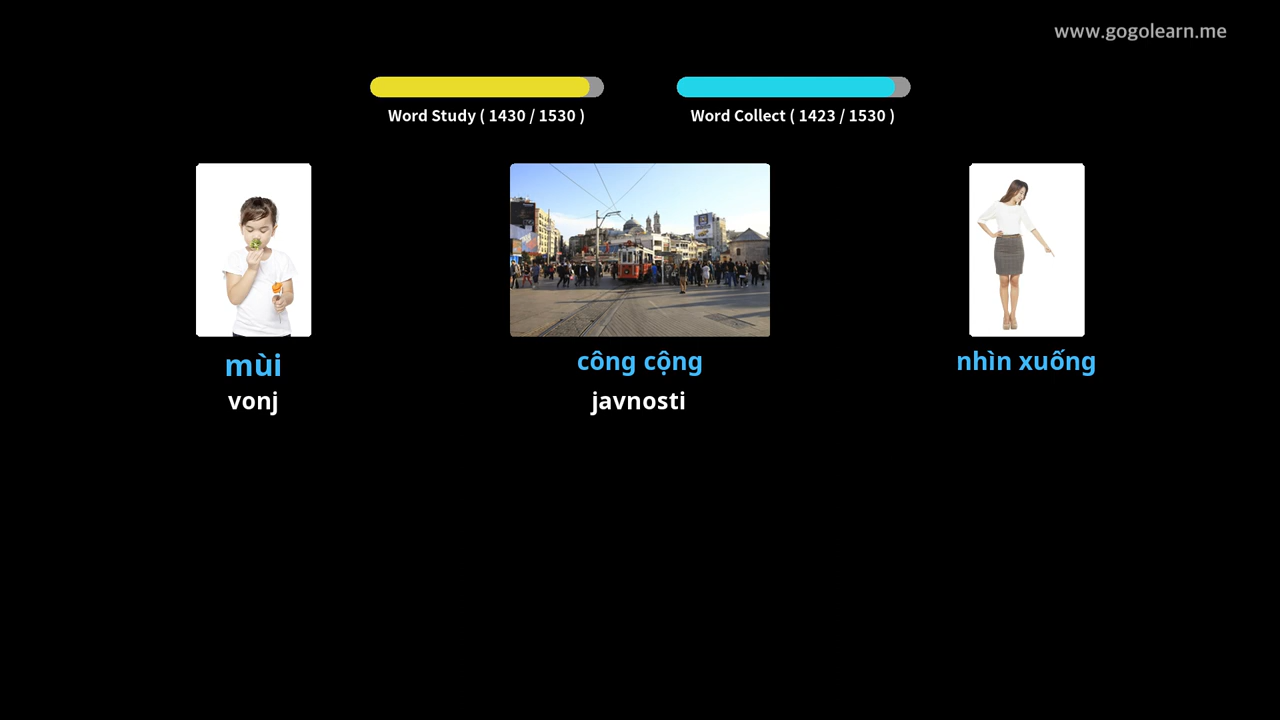 www.gogolearn.me
Word Study ( 1430 / 1530 )
Word Collect ( 1423 / 1530 )
mùi
công cộng
nhìn xuống
vonj
javnosti